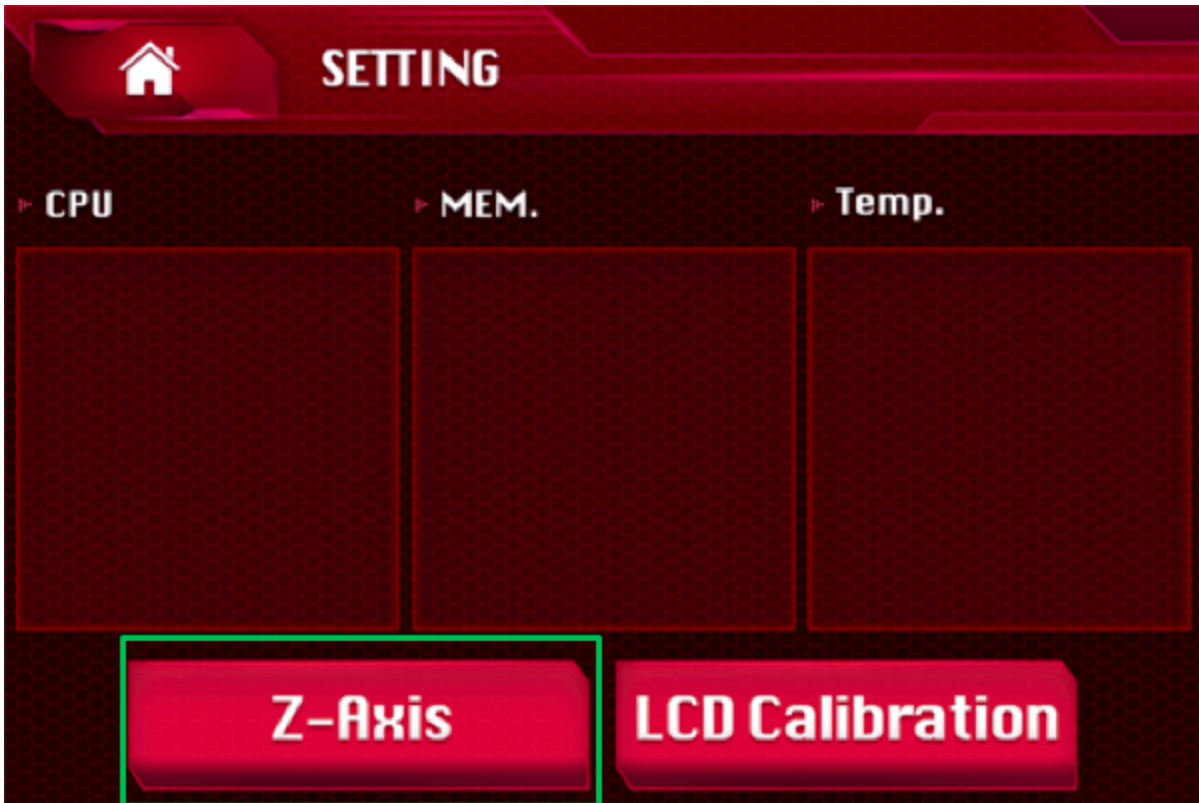 SETTING
CPU
MEM.
Temp.
Z-Axis
LCD Calibration